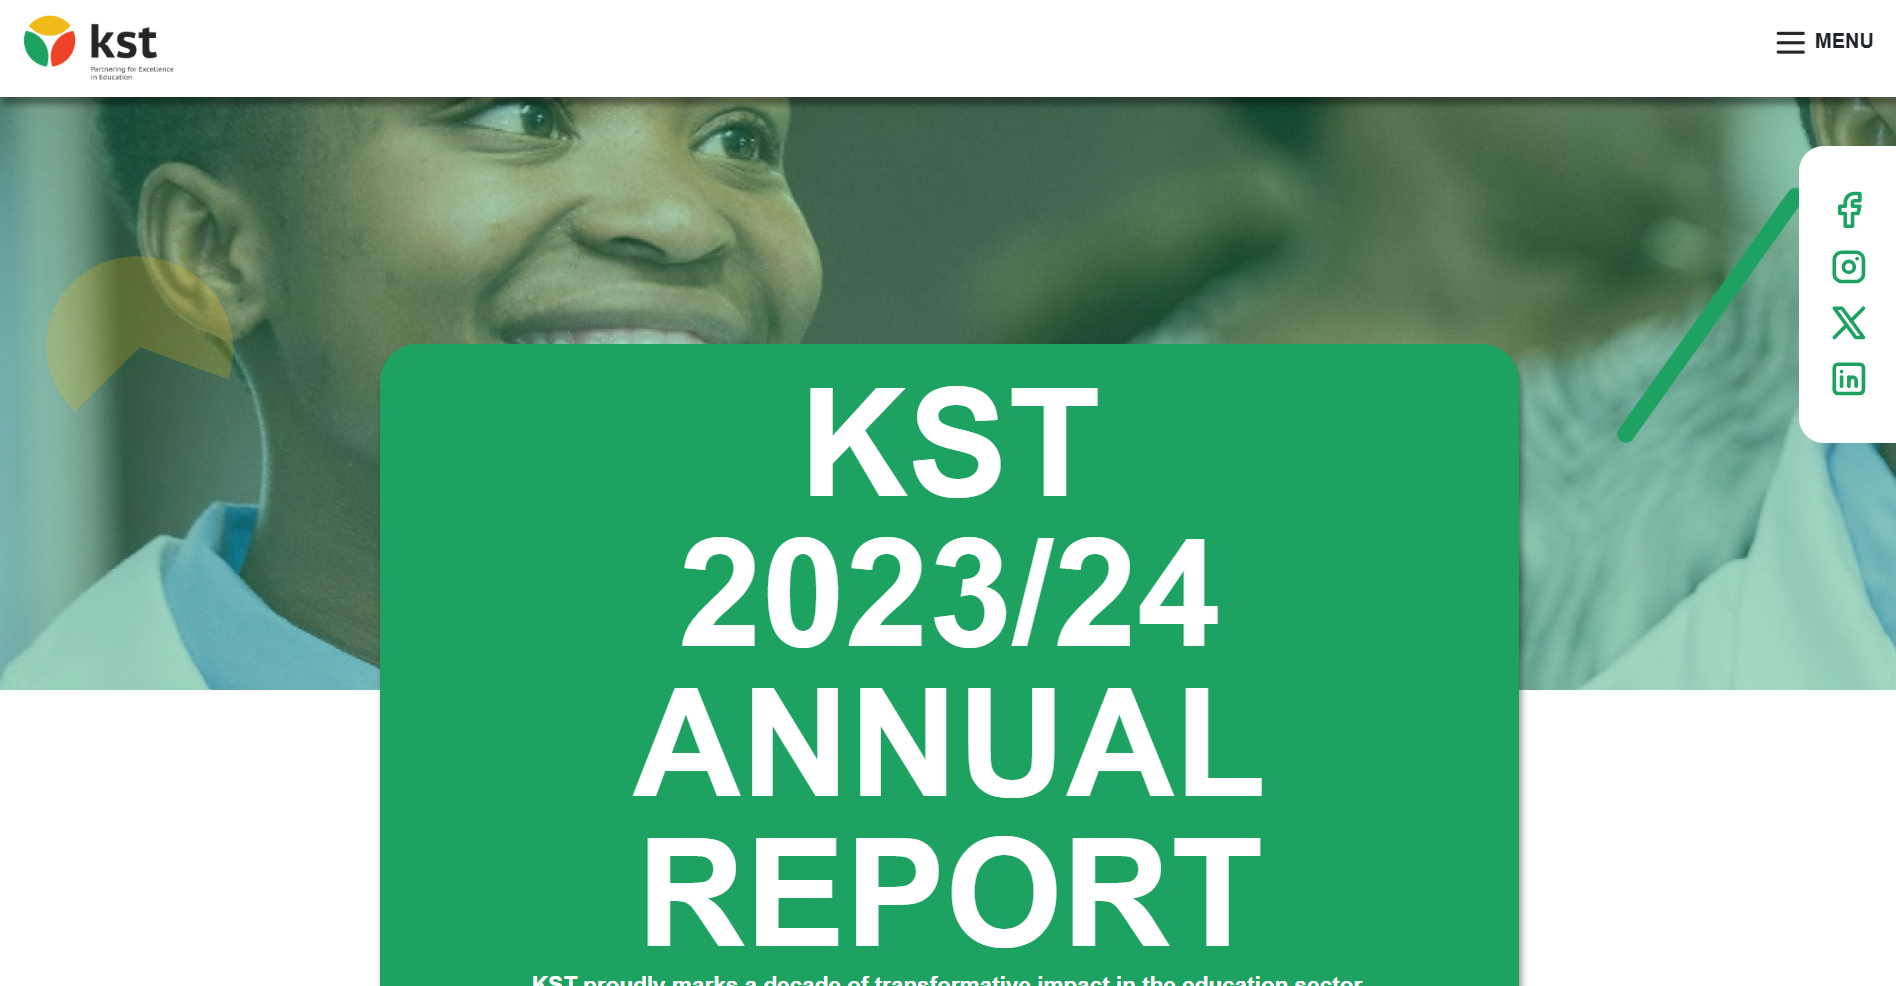 kst
Partnering for Excellence
in Education
MENU
KST
2023/24
ANNUAL
REPORT
KST proudly marks a decade of transformative impact in the education sector